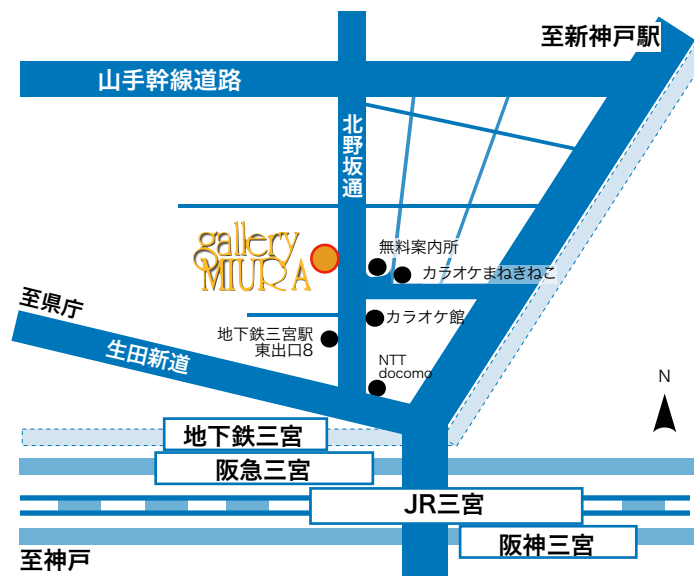 至新神戸駅
山手幹線道路
北野坂通
gallery
MIURA
無料案内所
カラオケまねきねこ
至県庁
カラオケ館
地下鉄三宮駅
東出口8
生田新道
NTT
docomo
N
地下鉄三宮
阪急三宮
JR三宮
阪神三宮
至神戸